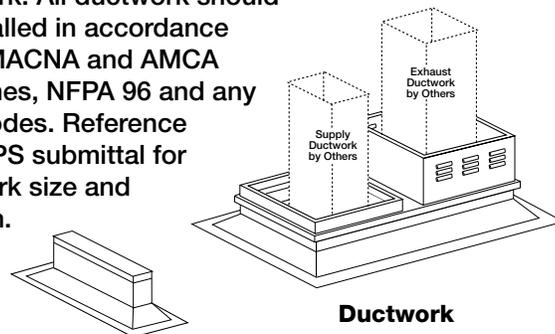 rk. All ductwork should
alled in accordance
MACNA and AMCA
nes, NFPA 96 and any
odes. Reference
PS submittal for
rk size and
n.
Exhaust
Ductwork
by Others
Supply
Ductwork
by Others
Ductwork